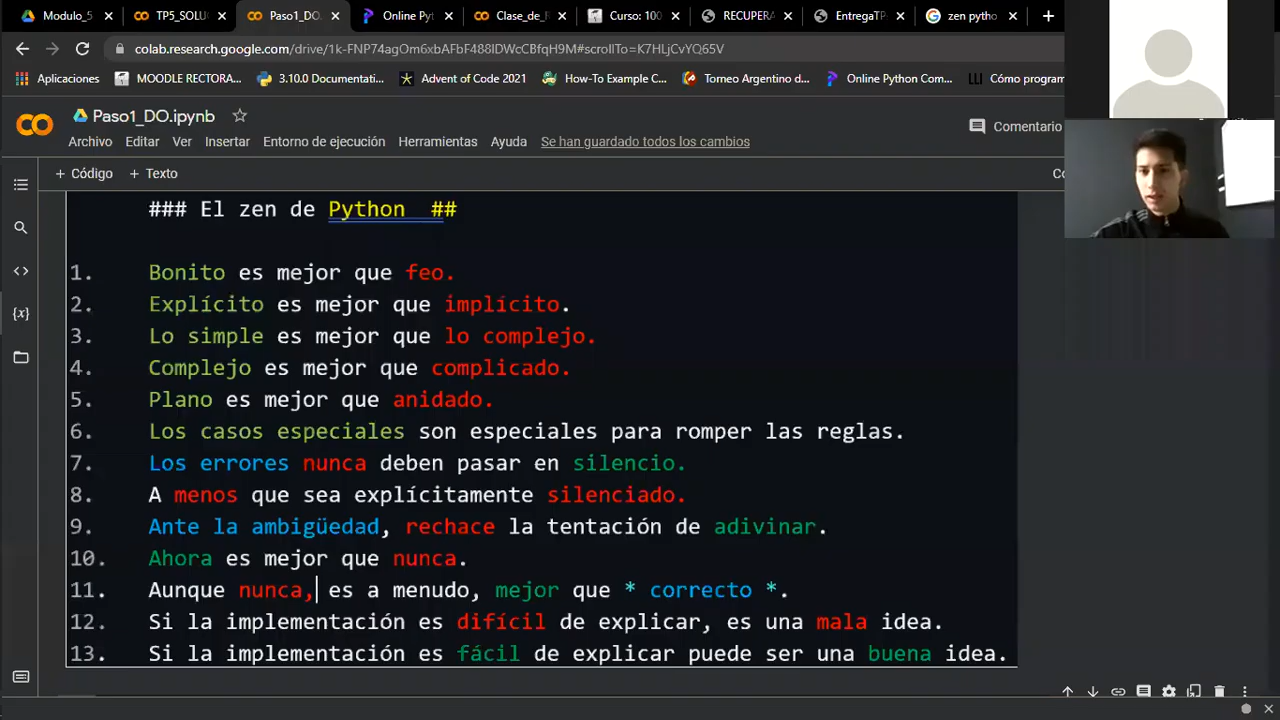 Modulo_5
TP5_SOLU
Paso1_DO.
Online Py
Clase_de_
Curso: 100
RECUPERA
EntregaTP
zen pytho
colab.research.google.com/drive/1k-FNP74agOm6xbAFbF488IDWcCBfqH9M#scrollTo=K7HLjCvYQ65V
Aplicaciones
MOODLE RECTORA...
3.10.0 Documentati...
Advent of Code 2021
How-To Example C...
Torneo Argentino d...
Online Python Com...
Cómo program
Paso1_DO.ipynb
Archivo Editar Ver Insertar Entorno de ejecución Herramientas Ayuda Se han guardado todos los cambios
Comentario
+ Código + Texto
Co
### El zen de Python ##
1. Bonito es mejor que feo.
2. Explícito es mejor que implícito.
3. Lo simple es mejor que lo complejo.
4. Complejo es mejor que complicado.
5. Plano es mejor que anidado.
6. Los casos especiales son especiales para romper las reglas.
7. Los errores nunca deben pasar en silencio.
8. A menos que sea explícitamente silenciado.
9. Ante la ambigüedad, rechace la tentación de adivinar.
10. Ahora es mejor que nunca.
11. Aunque nunca, es a menudo, mejor que * correcto *.
12. Si la implementación es difícil de explicar, es una mala idea.
13. Si la implementación es fácil de explicar puede ser una buena idea.